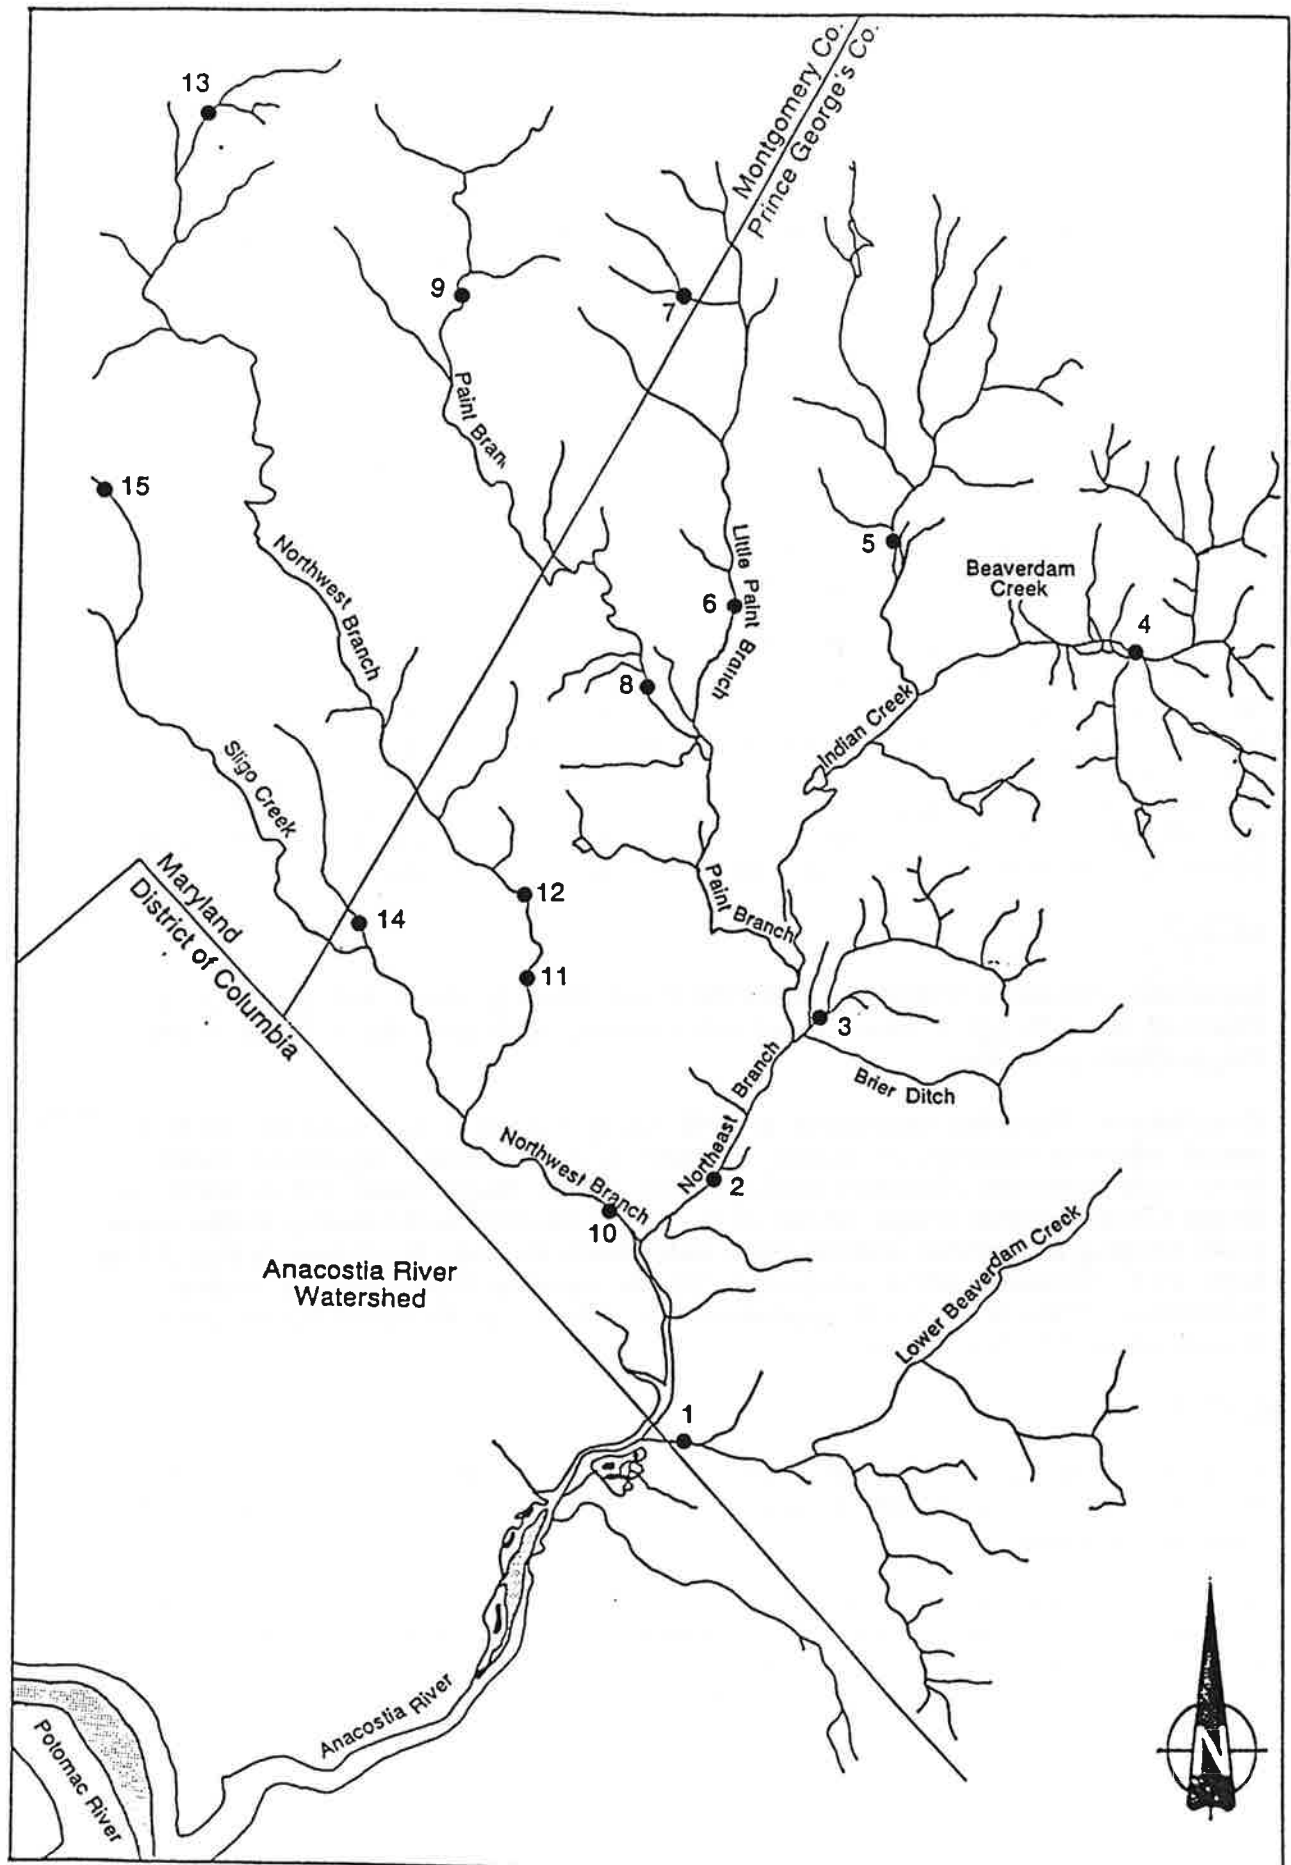 Montgomery Co.
Prince George's Co.
13
9
7
Paint Bran
15
5
Northwest Branch
Little Paint Branch
Beaverdam
Creek
6
4
8
Indian Creek
Sligo Creek
Maryland
District of Columbia
12
14
Paint Branch
11
3
Brier Ditch
Northeast Branch
Northwest Branch
2
10
Lower Beaverdam Creek
Anacostia River
Watershed
1
Anacostia River
Potomac River
N